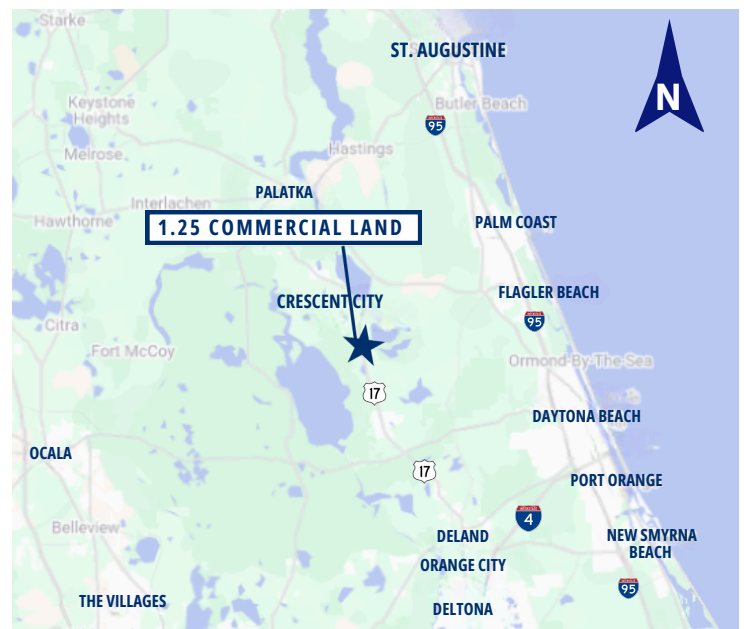 Starke
ST. AUGUSTINE
N
Keystone
Heights
Butler Beach
95
Melrose
Hastings
PALATKA
Interlachen
Hawthorne
1.25 COMMERCIAL LAND
PALM COAST
CRESCENT CITY
FLAGLER BEACH
95
Citra
Fort McCoy
Ormond-By-The-Sea
17
DAYTONA BEACH
OCALA
17
PORT ORANGE
4
Belleview
DELAND
NEW SMYRNA
BEACH
ORANGE CITY
95
THE VILLAGES
DELTONA